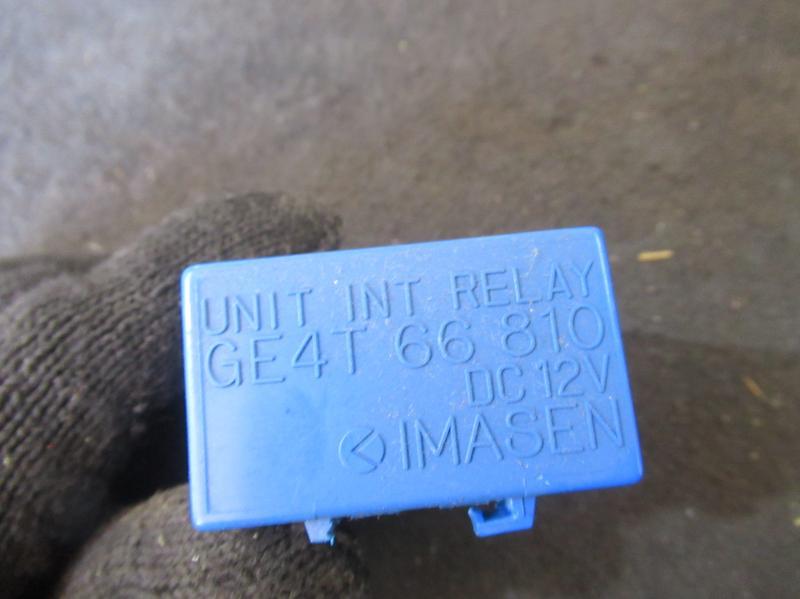 UNIT INT RELAY
GE4T 66 810
DC 12V
IMASEN